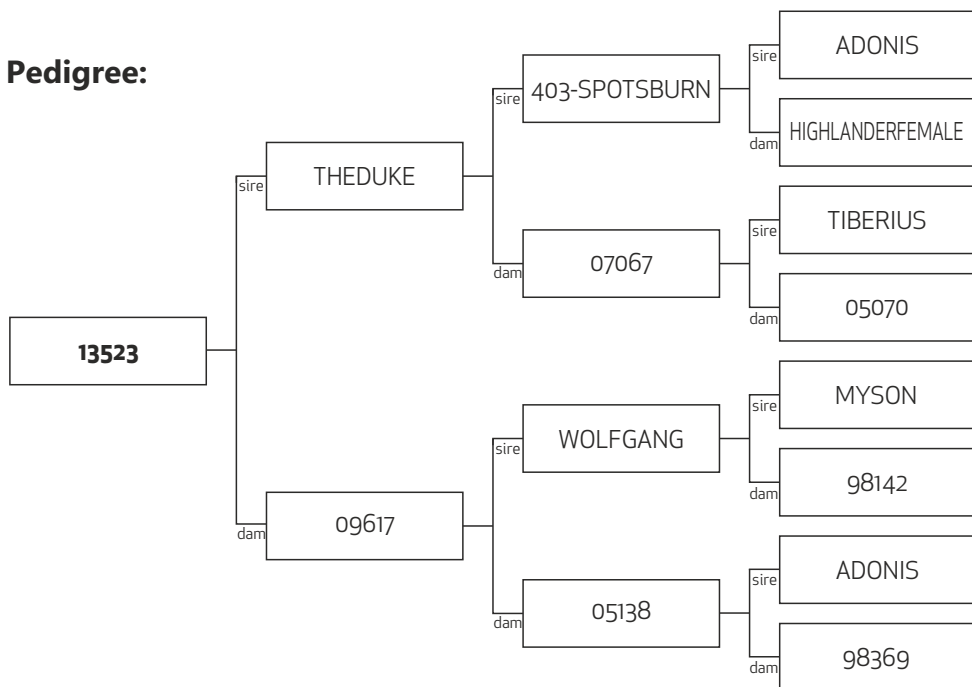 Pedigree:
13523
sire
THEDUKE
dam
09617
sire
403-SPOTSBURN
dam
07067
sire
WOLFGANG
dam
05138
sire
ADONIS
dam
HIGHLANDERFEMALE
sire
TIBERIUS
dam
05070
sire
MYSON
dam
98142
sire
ADONIS
dam
98369